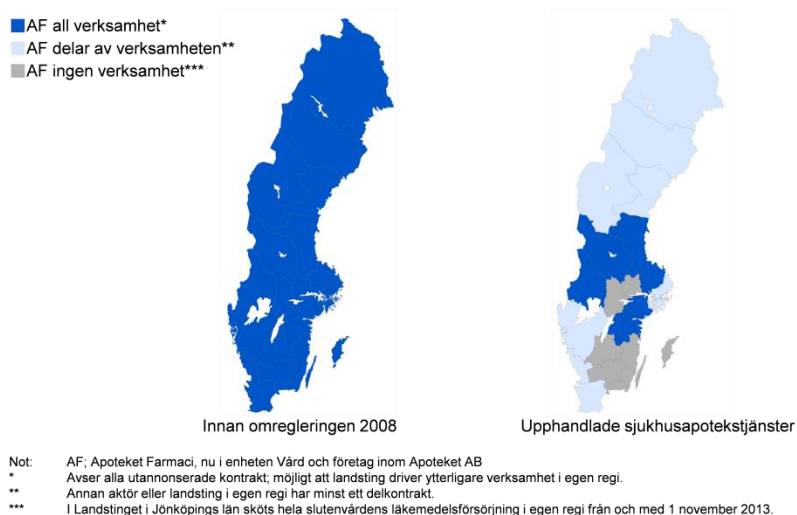 AF all verksamhet*
AF delar av verksamheten**
AF ingen verksamhet***
Innan omregleringen 2008
Upphandlade sjukhusapotekstjänster
Not: AF; Apoteket Farmaci, nu i enheten Vård och företag inom Apoteket AB
* Avser alla utannonserade kontrakt; möjligt att landsting driver ytterligare verksamhet i egen regi.
** Annan aktör eller landsting i egen regi har minst ett delkontrakt.
*** I Landstinget i Jönköpings län sköts hela slutenvårdens läkemedelsförsörjning i egen regi från och med 1 november 2013.